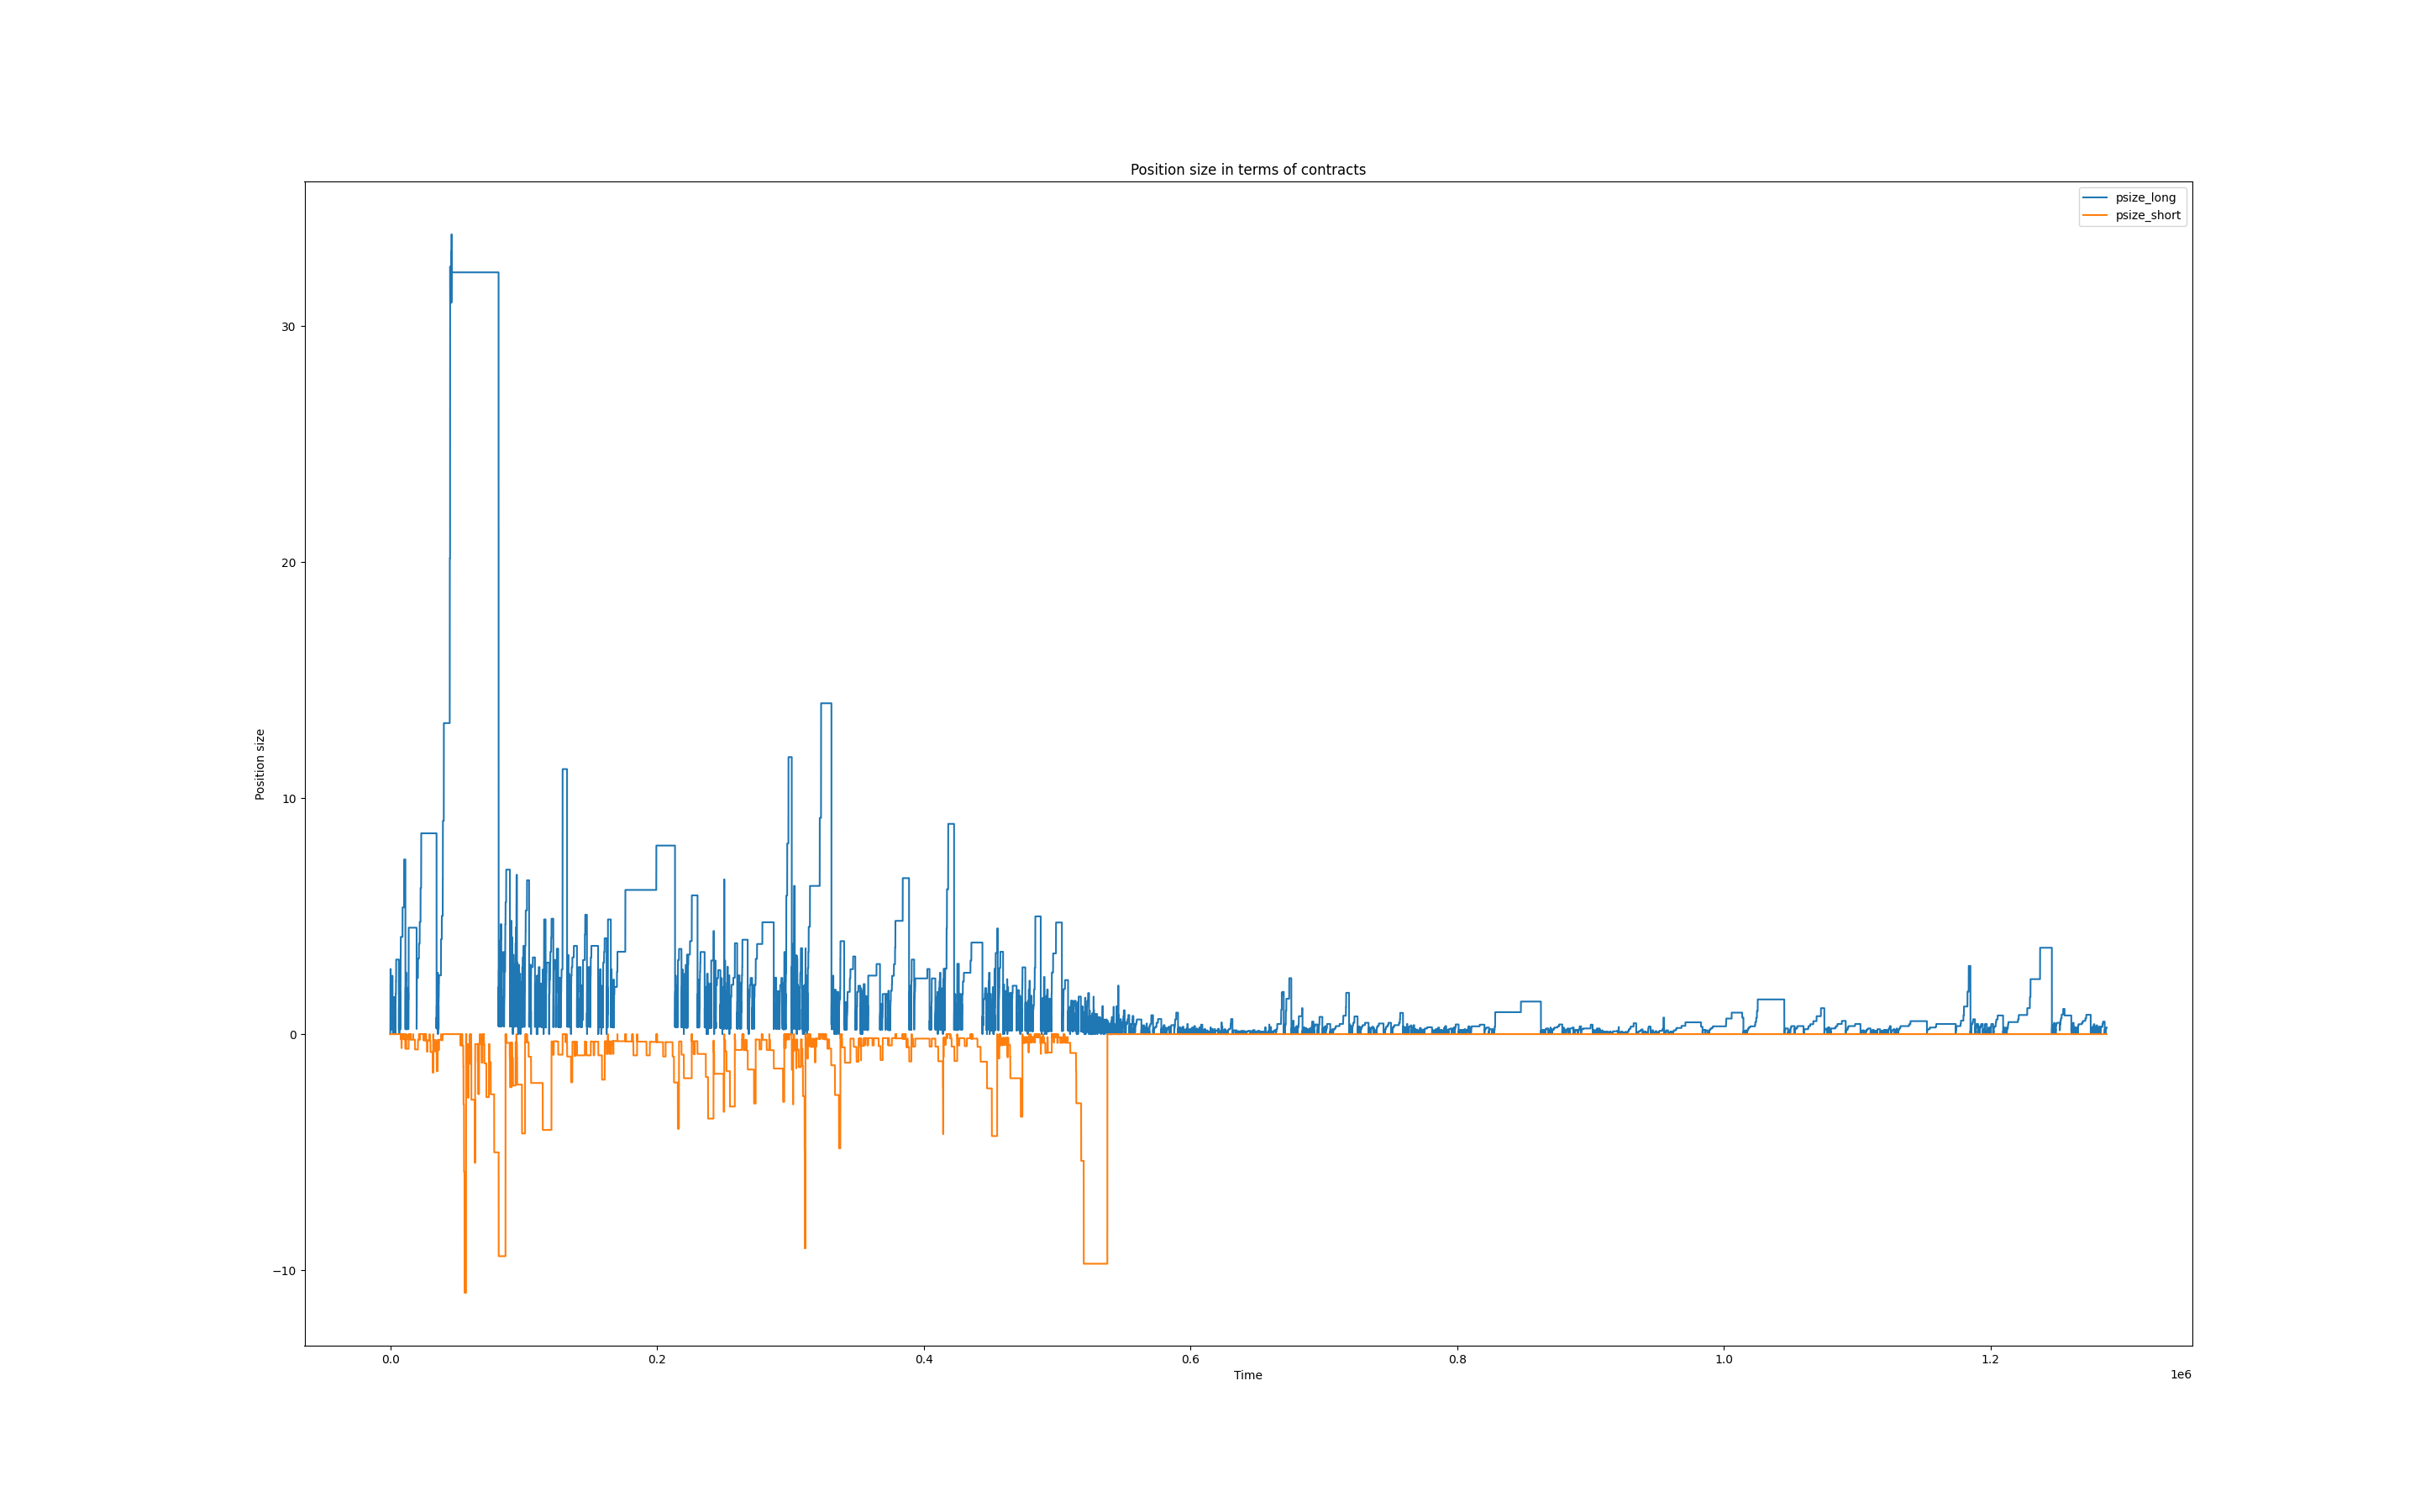 Position size in terms of contracts
psize_long
psize_short
Position size
30
20
10
0
−10
0.0
0.2
0.4
0.6
0.8
1.0
1.2
1e6
Time